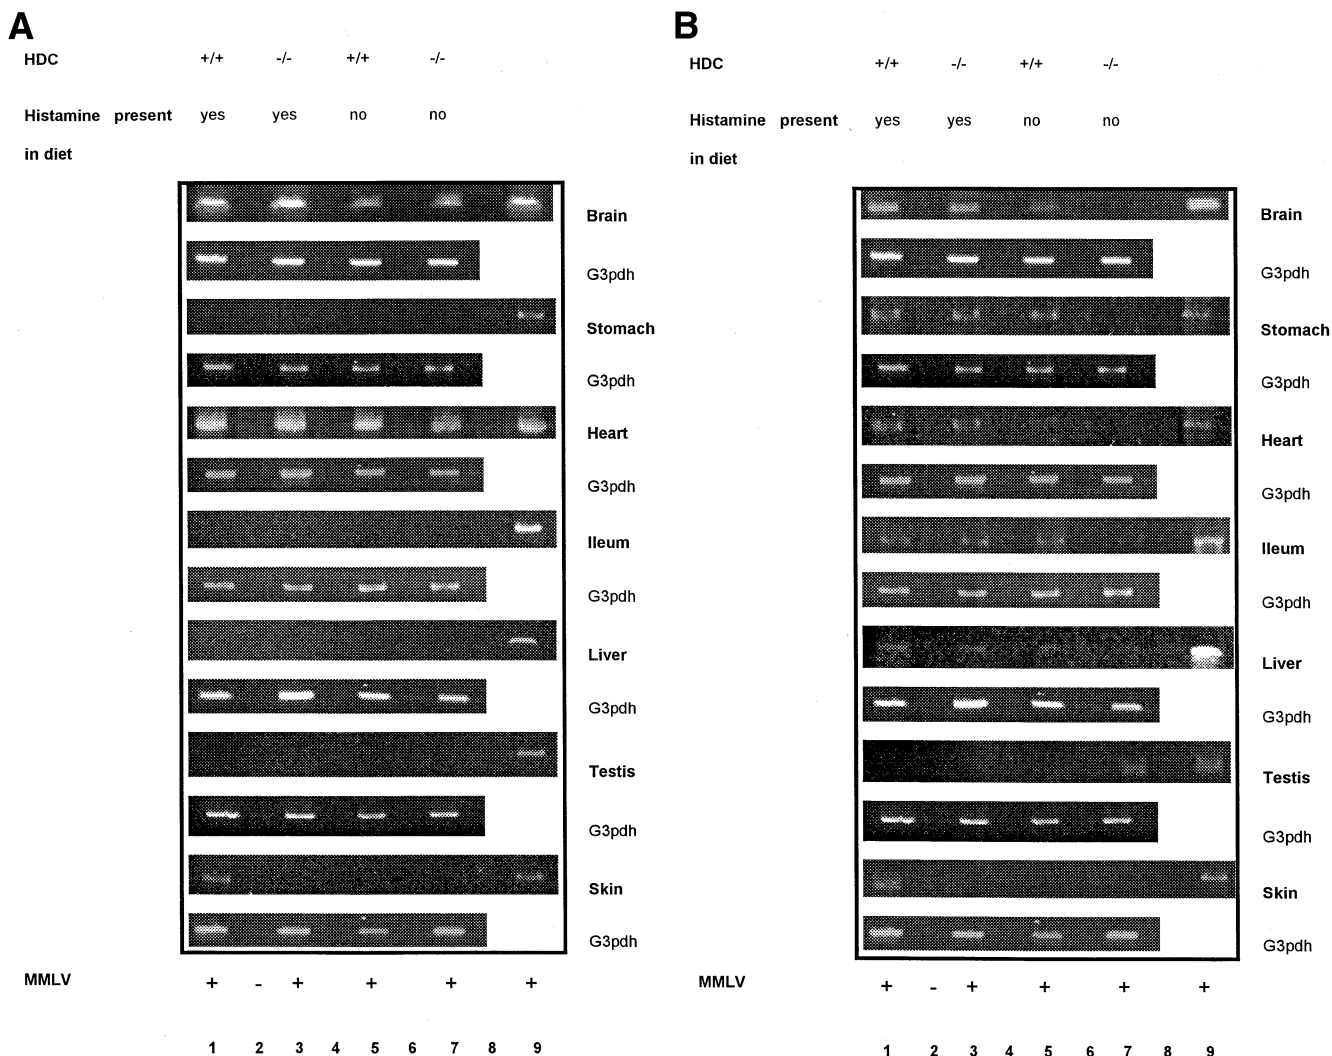 A
HDC +/+ -/- +/+ -/-
Histamine present yes yes no no
in diet
Brain
G3pdh
Stomach
G3pdh
Heart
G3pdh
Ileum
G3pdh
Liver
G3pdh
Testis
G3pdh
Skin
G3pdh
MMLV + - + + + +
1 2 3 4 5 6 7 8 9
B
HDC +/+ -/- +/+ -/-
Histamine present yes yes no no
in diet
Brain
G3pdh
Stomach
G3pdh
Heart
G3pdh
Ileum
G3pdh
Liver
G3pdh
Testis
G3pdh
Skin
G3pdh
MMLV + - + + + +
1 2 3 4 5 6 7 8 9